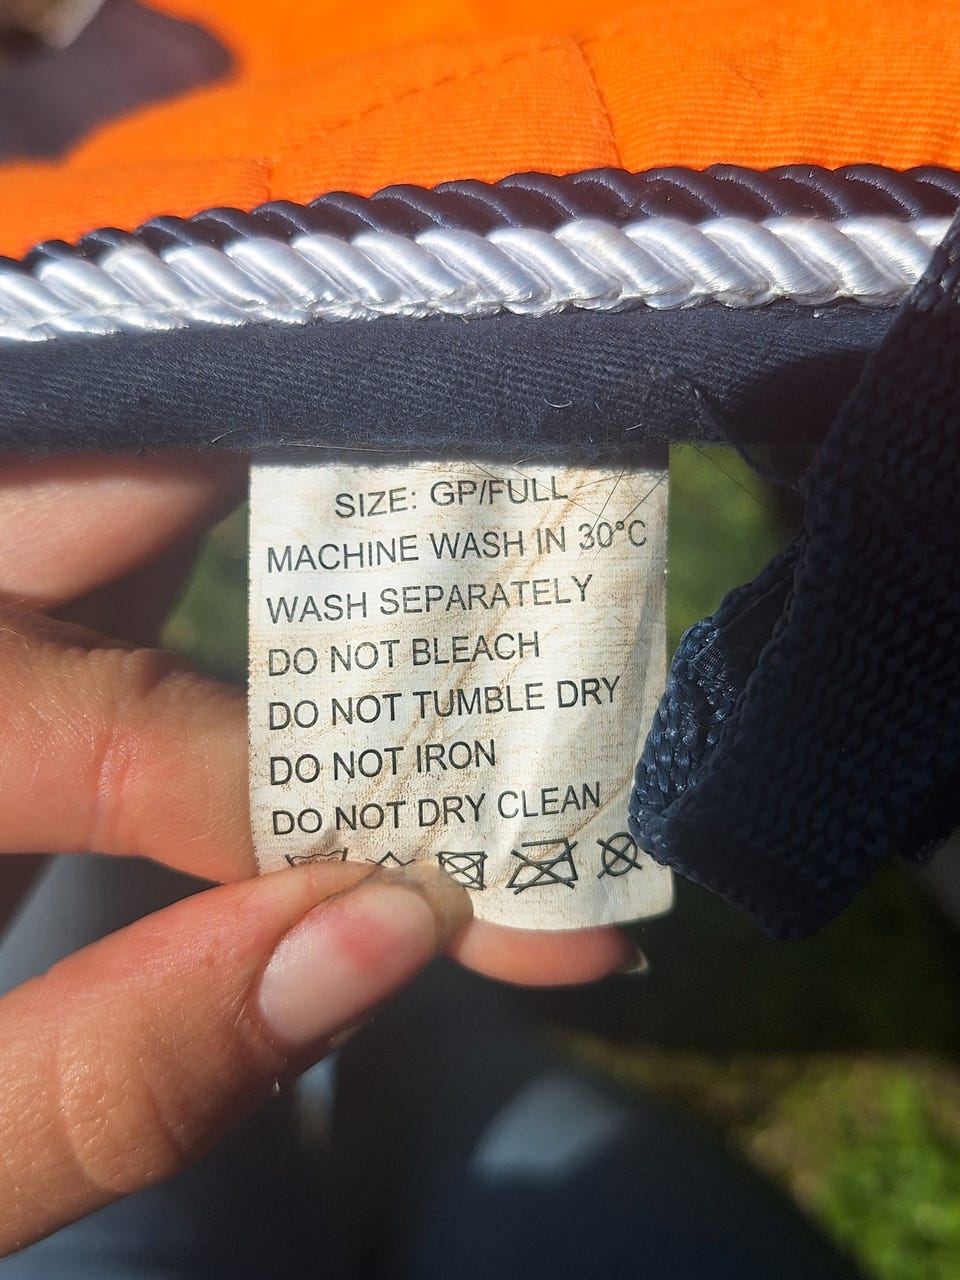 SIZE: GP/FULL
MACHINE WASH IN 30°C
WASH SEPARATELY
DO NOT BLEACH
DO NOT TUMBLE DRY
DO NOT IRON
DO NOT DRY CLEAN